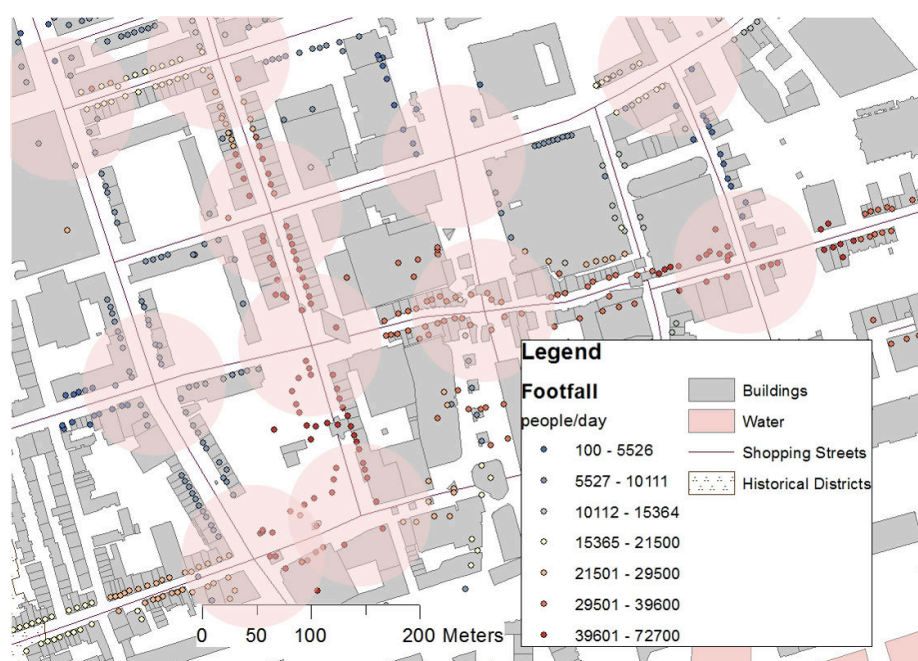 Legend
Footfall
people/day
100 - 5526
5527 - 10111
10112 - 15364
15365 - 21500
21501 - 29500
29501 - 39600
39601 - 72700
Buildings
Water
Shopping Streets
Historical Districts
0 50 100 200 Meters